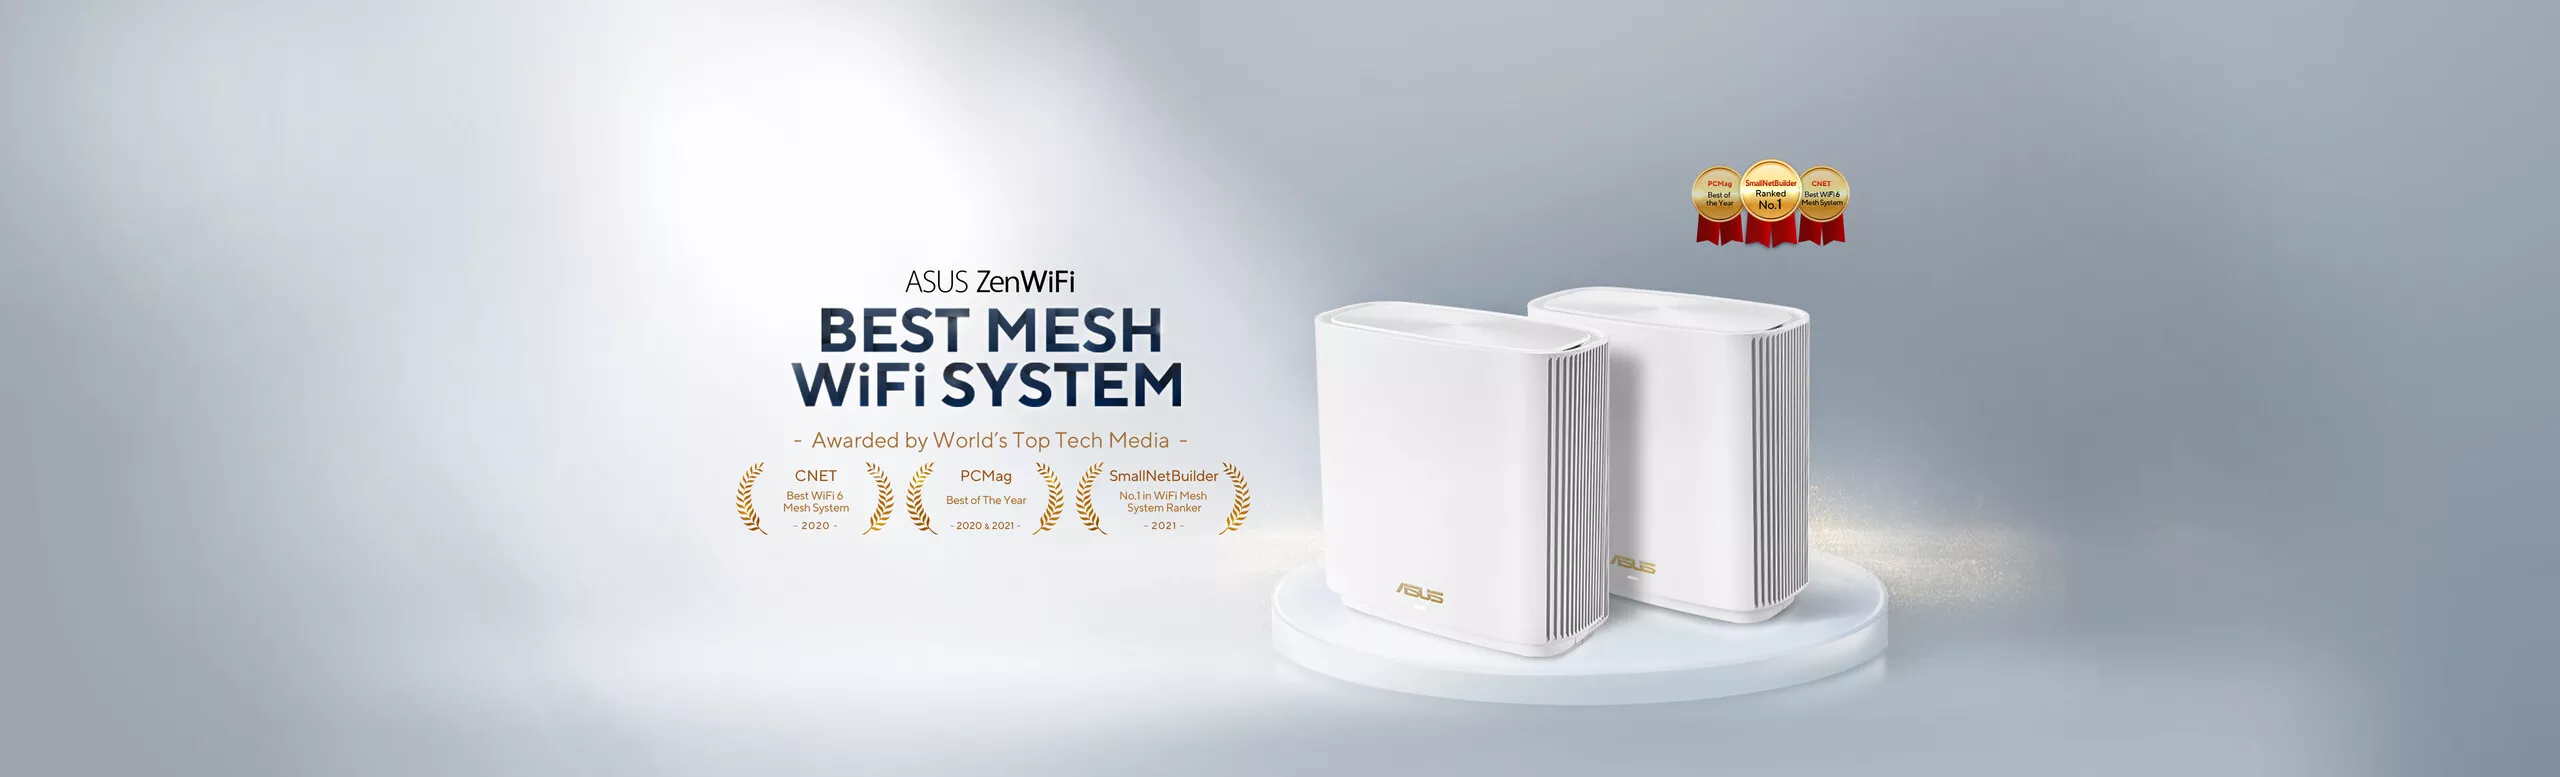 ASUS ZenWiFi
BEST MESH
WiFi SYSTEM
- Awarded by World's Top Tech Media -
CNET
Best WiFi 6
Mesh System
- 2020 -
PCMag
Best of The Year
- 2020 & 2021 -
SmallNetBuilder
No.1 in WiFi Mesh
System Ranker
- 2021 -
PCMag
Best of
the Year
SmallNetBuilder
Ranked
No.1
CNET
Best WiFi 6
Mesh System
ASUS
ASUS